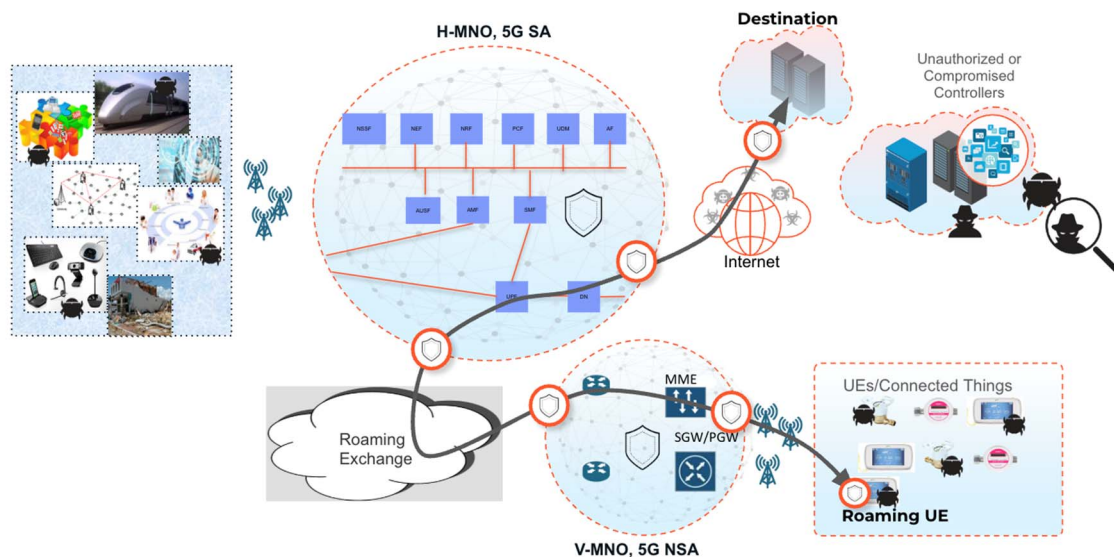 Destination
H-MNO, 5G SA
Unauthorized or
Compromised
Controllers
NSSF
NEF
NRF
PCF
UDM
AF
AUSF
AMF
SMF
Internet
UPF
DN
Roaming
Exchange
MME
SGW/PGW
UEs/Connected Things
Roaming UE
V-MNO, 5G NSA